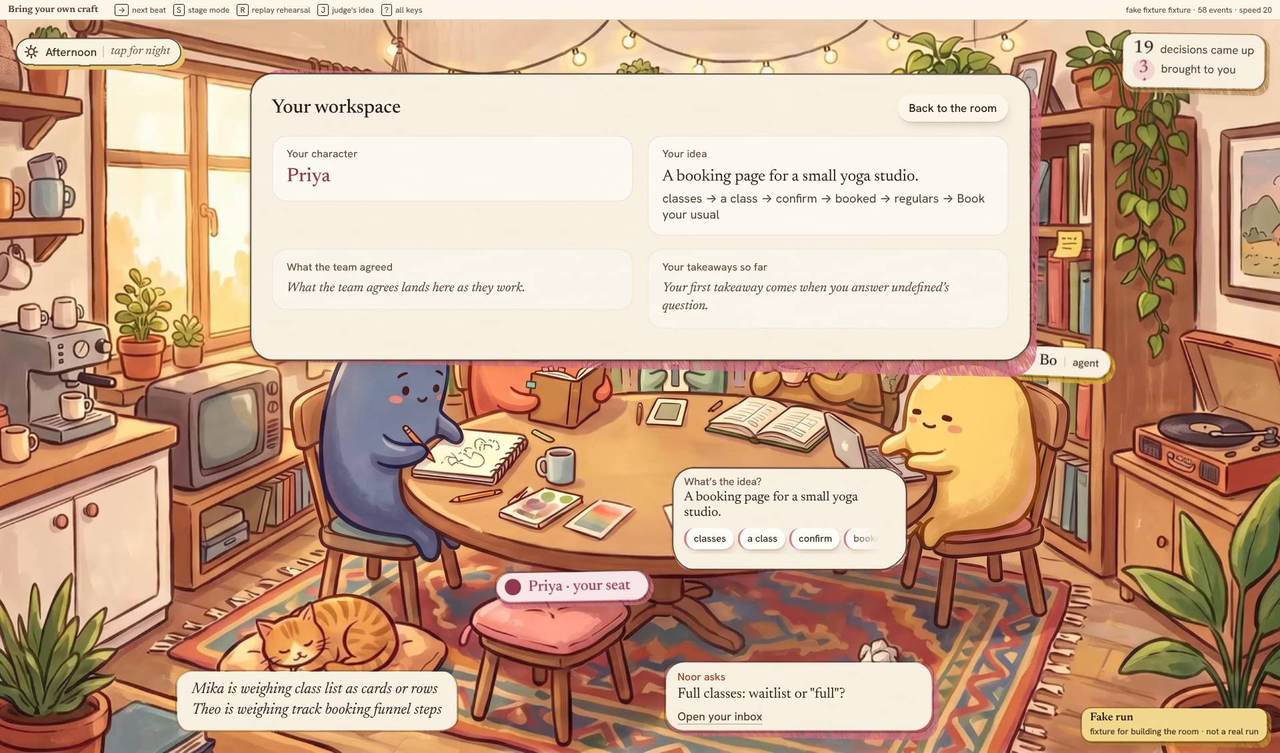 Bring your own craft
→ next beat S stage mode R replay rehearsal J judge's idea ? all keys
fake fixture fixture · 58 events · speed 20
Afternoon | tap for night
19 decisions came up
3 brought to you
Your workspace
Back to the room
Your character
Priya
Your idea
A booking page for a small yoga studio.
classes → a class → confirm → booked → regulars → Book
your usual
What the team agreed
What the team agrees lands here as they work.
Your takeaways so far
Your first takeaway comes when you answer undefined's
question.
Bo | agent
What's the idea?
A booking page for a small yoga
studio.
classes a class confirm book
Priya · your seat
Mika is weighing class list as cards or rows
Theo is weighing track booking funnel steps
Noor asks
Full classes: waitlist or "full"?
Open your inbox
Fake run
fixture for building the room · not a real run